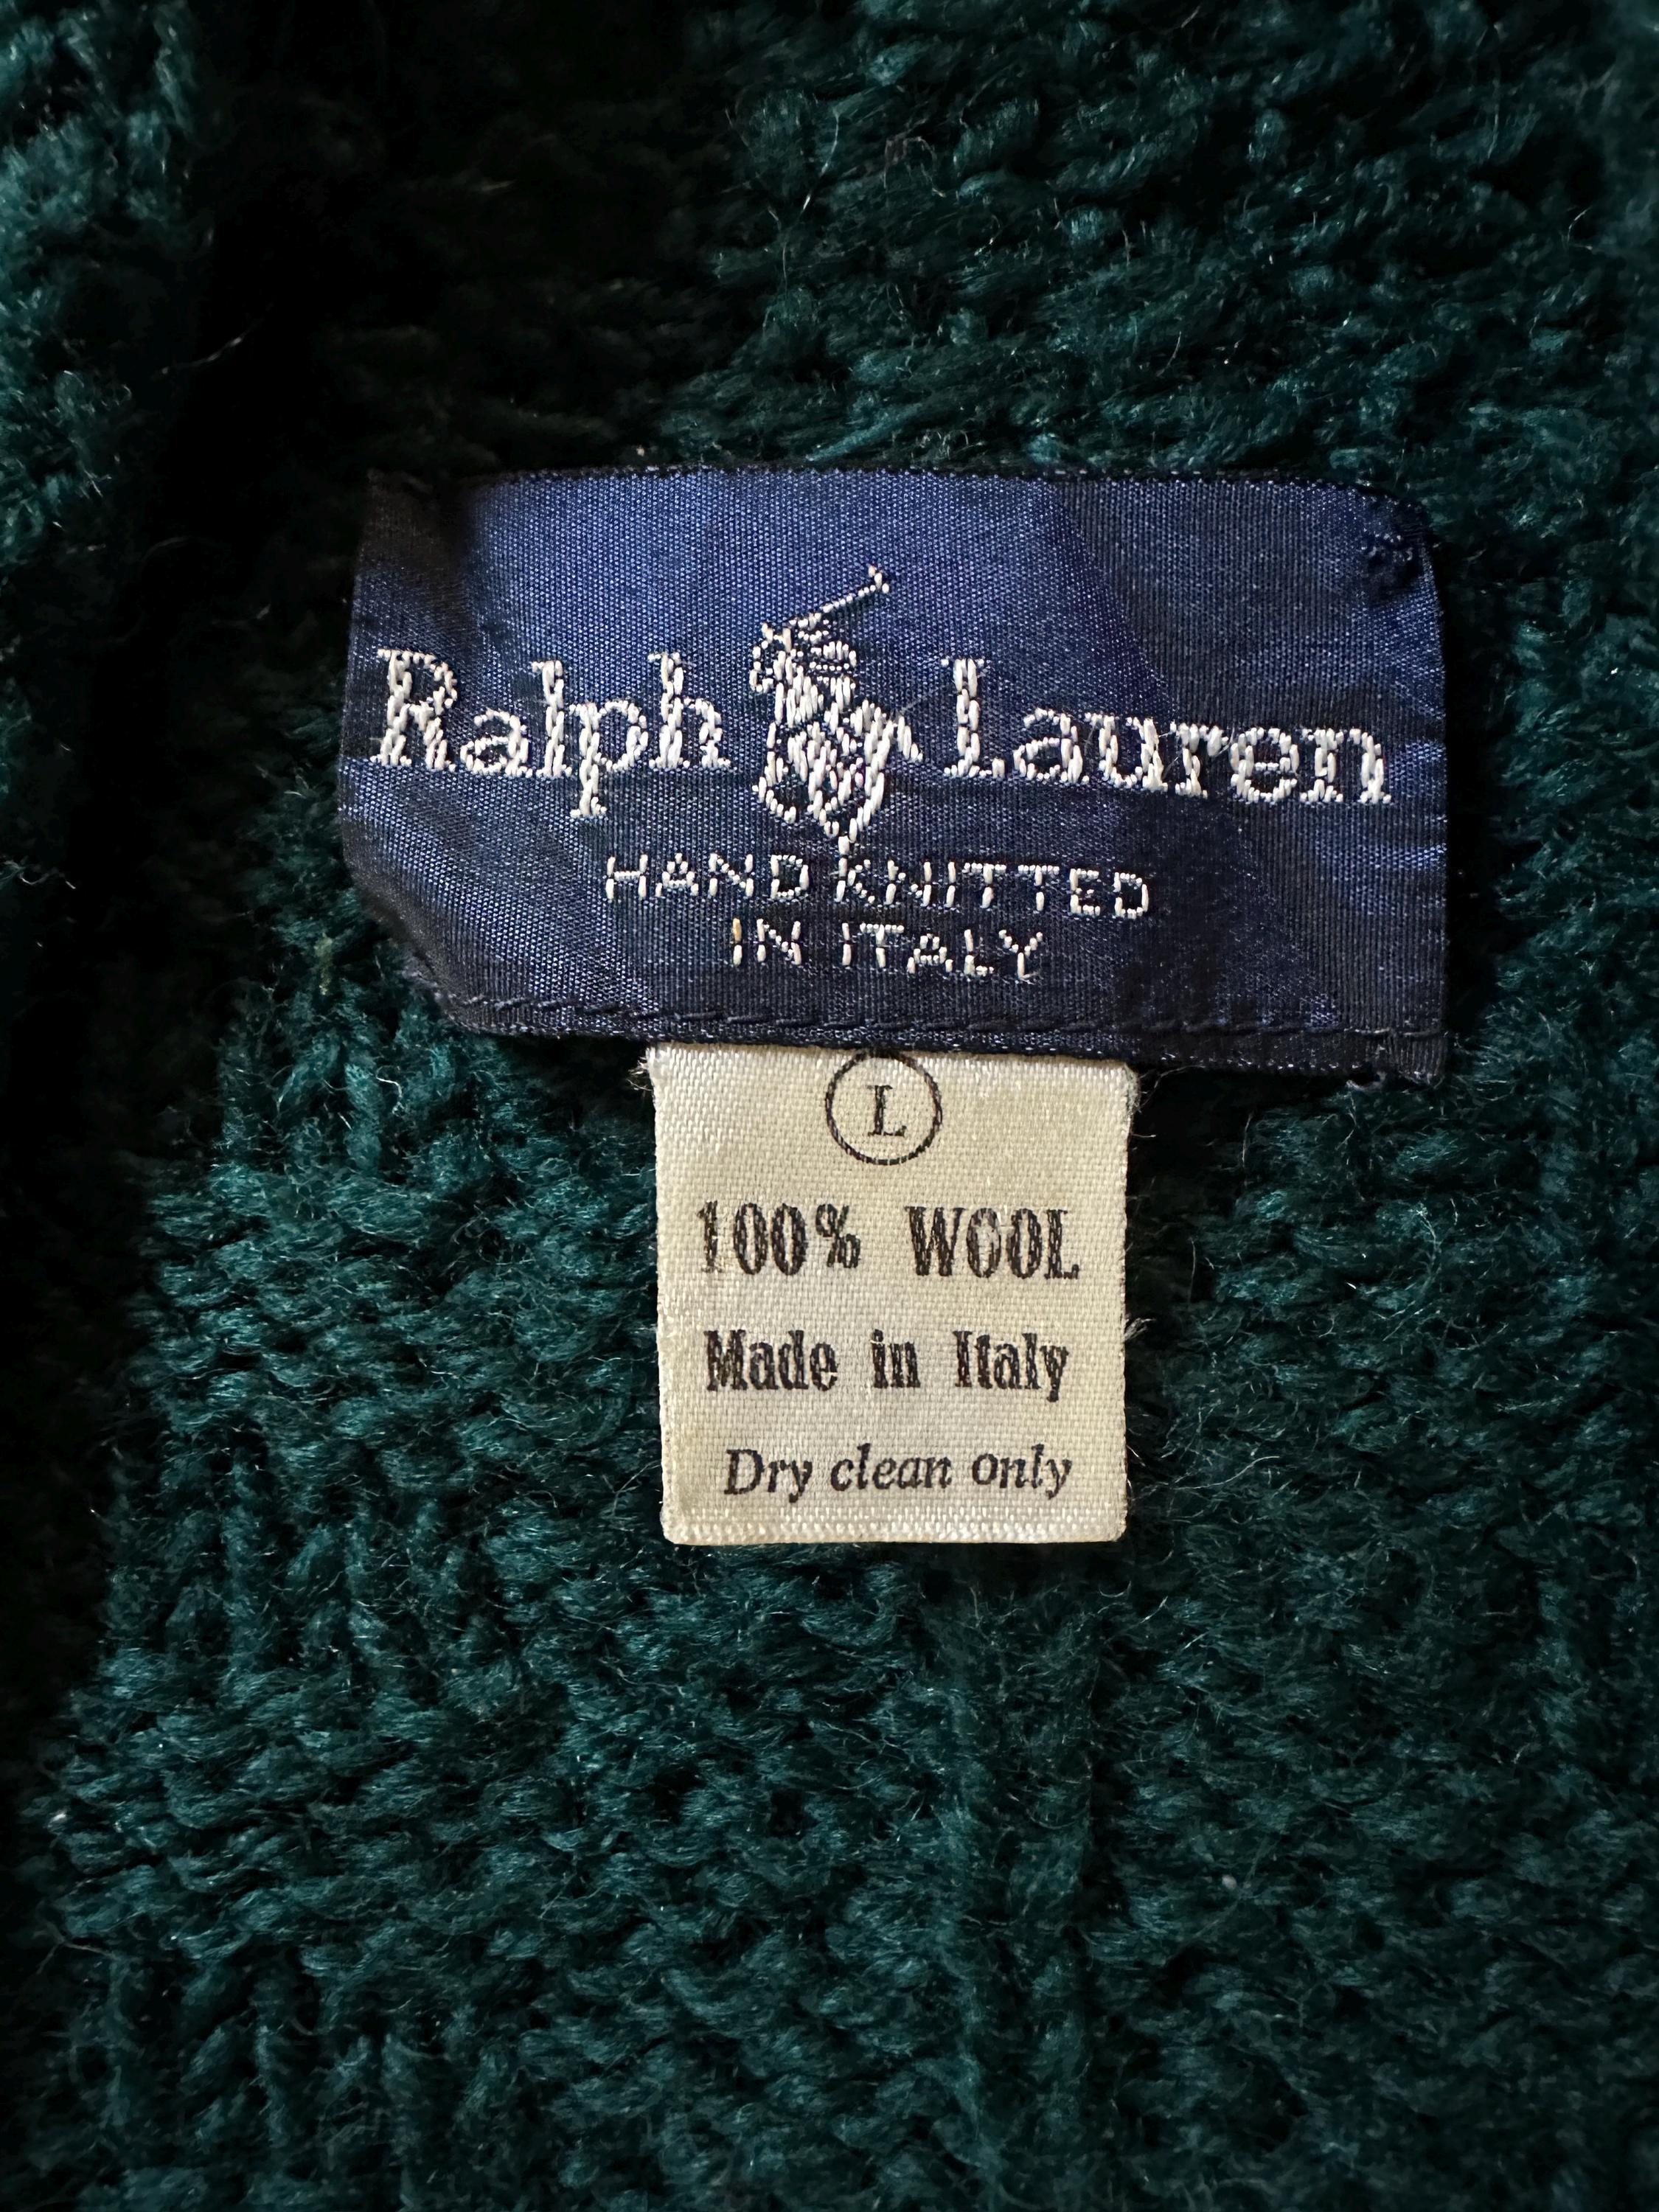 Ralph Lauren
HAND KNITTED
IN ITALY
L
100% WOOL
Made in Italy
Dry clean only